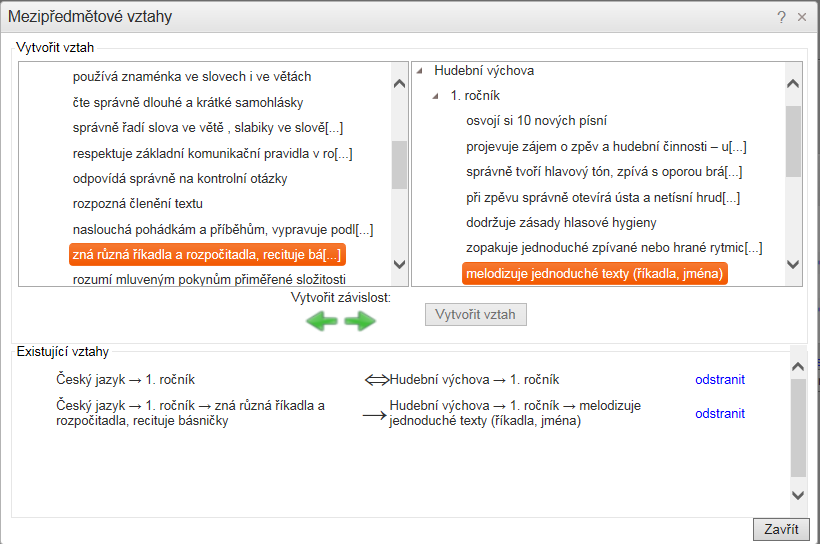 Mezipředmětové vztahy
? ×
Vytvořit vztah
používá znaménka ve slovech i ve větách
čte správně dlouhé a krátké samohlásky
správně řadí slova ve větě , slabiky ve slově[...]
respektuje základní komunikační pravidla v ro[...]
odpovídá správně na kontrolní otázky
rozpozná členění textu
naslouchá pohádkám a příběhům, vypravuje podl[...]
zná různá říkadla a rozpočitadla, recituje bá[...]
rozumí mluveným pokynům přiměřené složitosti
Hudební výchova
1. ročník
osvojí si 10 nových písní
projevuje zájem o zpěv a hudební činnosti – u[...]
správně tvoří hlavový tón, zpívá s oporou brá[...]
při zpěvu správně otevírá ústa a netísní hrud[...]
dodržuje zásady hlasové hygieny
zopakuje jednoduché zpívané nebo hrané rytmic[...]
melodizuje jednoduché texty (říkadla, jména)
Vytvořit závislost:
Vytvořit vztah
Existující vztahy
Český jazyk → 1. ročník ⇔ Hudební výchova → 1. ročník odstranit
Český jazyk → 1. ročník → zná různá říkadla a
rozpočitadla, recituje básničky
→
Hudební výchova → 1. ročník → melodizuje
jednoduché texty (říkadla, jména)
odstranit
Zavřít